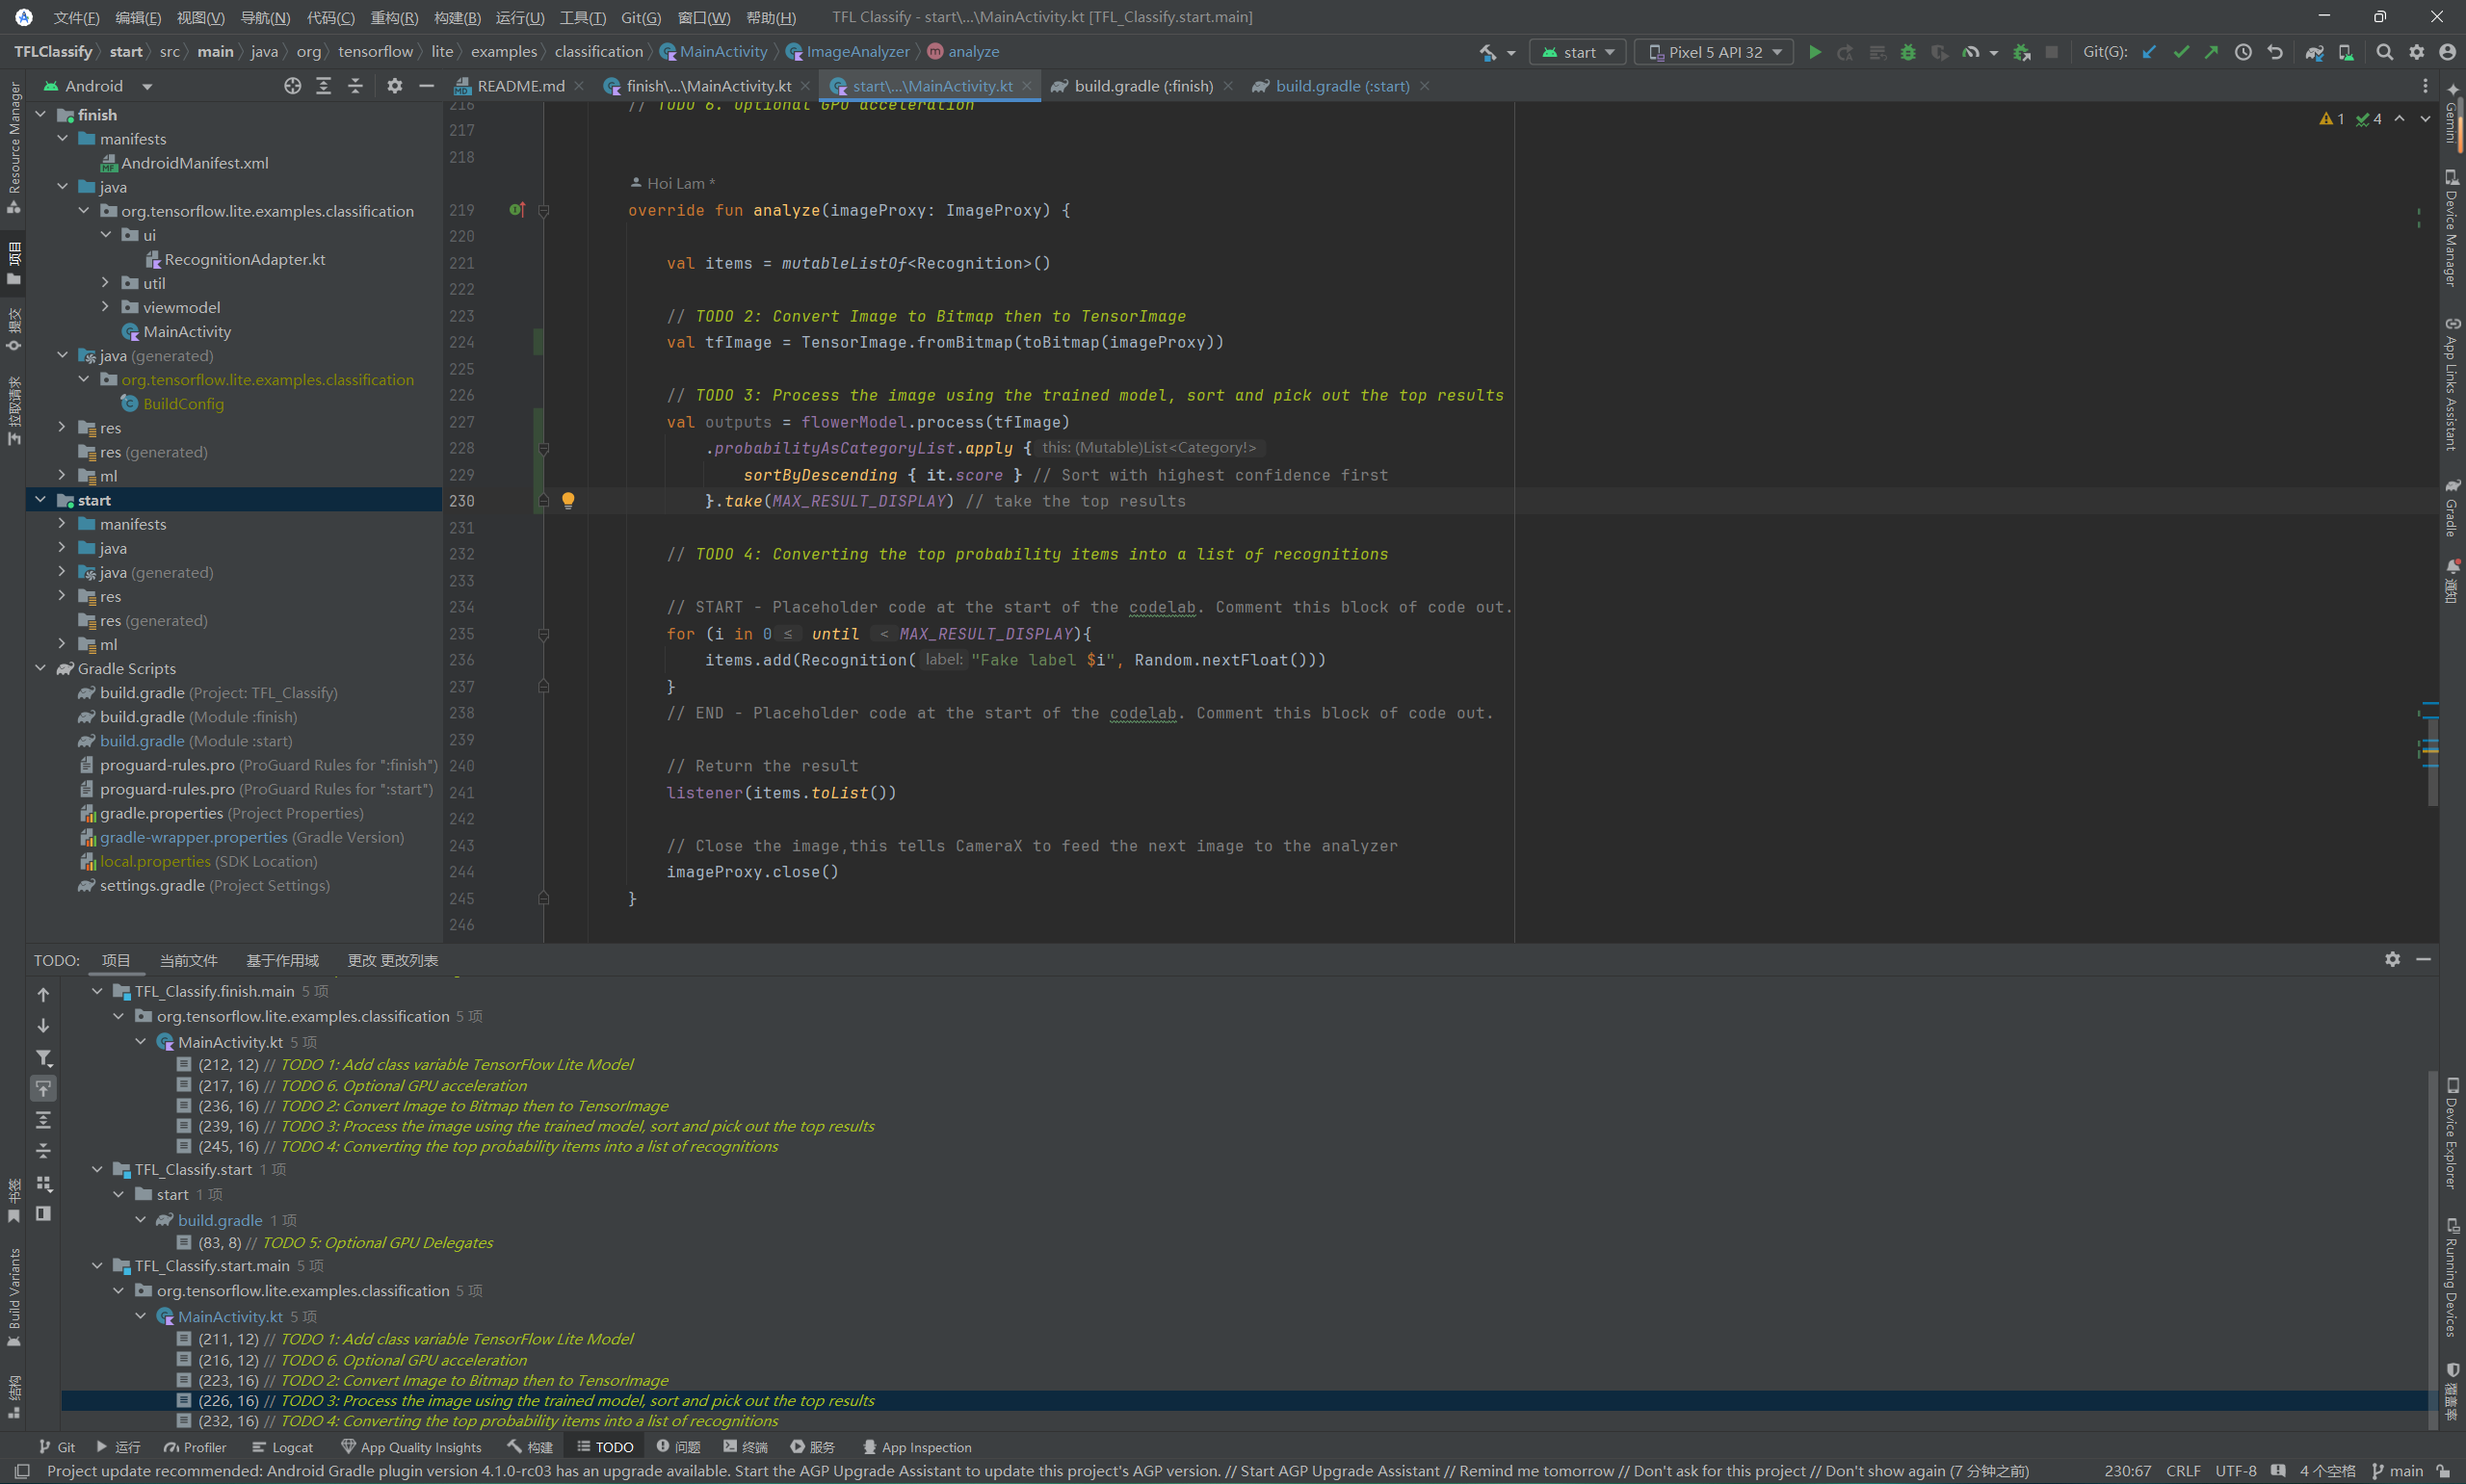 文件(F) 编辑(E) 视图(V) 导航(N) 代码(C) 重构(R) 构建(B) 运行(U) 工具(T) Git(G) 窗口(W) 帮助(H) TFL Classify - start\...\MainActivity.kt [TFL_Classify.start.main]
TFLClassify start src main java org tensorflow lite examples classification MainActivity ImageAnalyzer analyze start Pixel 5 API 32 Git(G):
Android README.md finish\...\MainActivity.kt start\...\MainActivity.kt build.gradle (:finish) build.gradle (:start)
Resource Manager
项目
提交
拉取请求
finish
manifests
AndroidManifest.xml
java
org.tensorflow.lite.examples.classification
ui
RecognitionAdapter.kt
util
viewmodel
MainActivity
java (generated)
org.tensorflow.lite.examples.classification
BuildConfig
res
res (generated)
ml
start
manifests
java
java (generated)
res
res (generated)
ml
Gradle Scripts
build.gradle (Project: TFL_Classify)
build.gradle (Module :finish)
build.gradle (Module :start)
proguard-rules.pro (ProGuard Rules for ":finish")
proguard-rules.pro (ProGuard Rules for ":start")
gradle.properties (Project Properties)
gradle-wrapper.properties (Gradle Version)
local.properties (SDK Location)
settings.gradle (Project Settings)
216 // TODO 6. Optional GPU acceleration
1 4
217
218
Hoi Lam *
219 override fun analyze(imageProxy: ImageProxy) {
220
221 val items = mutableListOf<Recognition>()
222
223 // TODO 2: Convert Image to Bitmap then to TensorImage
224 val tfImage = TensorImage.fromBitmap(toBitmap(imageProxy))
225
226 // TODO 3: Process the image using the trained model, sort and pick out the top results
227 val outputs = flowerModel.process(tfImage)
228 .probabilityAsCategoryList.apply { this: (Mutable)List<Category!>
229 sortByDescending { it.score } // Sort with highest confidence first
230 }.take(MAX_RESULT_DISPLAY) // take the top results
231
232 // TODO 4: Converting the top probability items into a list of recognitions
233
234 // START - Placeholder code at the start of the codelab. Comment this block of code out.
235 for (i in 0 ≤ until < MAX_RESULT_DISPLAY){
236 items.add(Recognition( label: "Fake label $i", Random.nextFloat()))
237 }
238 // END - Placeholder code at the start of the codelab. Comment this block of code out.
239
240 // Return the result
241 listener(items.toList())
242
243 // Close the image,this tells CameraX to feed the next image to the analyzer
244 imageProxy.close()
245 }
246
Gemini
Device Manager
App Links Assistant
Gradle
通知
TODO: 项目 当前文件 基于作用域 更改 更改列表
TFL_Classify.finish.main 5 项
org.tensorflow.lite.examples.classification 5 项
MainActivity.kt 5 项
(212, 12) // TODO 1: Add class variable TensorFlow Lite Model
(217, 16) // TODO 6. Optional GPU acceleration
(236, 16) // TODO 2: Convert Image to Bitmap then to TensorImage
(239, 16) // TODO 3: Process the image using the trained model, sort and pick out the top results
(245, 16) // TODO 4: Converting the top probability items into a list of recognitions
TFL_Classify.start 1 项
start 1 项
build.gradle 1 项
(83, 8) // TODO 5: Optional GPU Delegates
TFL_Classify.start.main 5 项
org.tensorflow.lite.examples.classification 5 项
MainActivity.kt 5 项
(211, 12) // TODO 1: Add class variable TensorFlow Lite Model
(216, 12) // TODO 6. Optional GPU acceleration
(223, 16) // TODO 2: Convert Image to Bitmap then to TensorImage
(226, 16) // TODO 3: Process the image using the trained model, sort and pick out the top results
(232, 16) // TODO 4: Converting the top probability items into a list of recognitions
书签
Build Variants
结构
Device Explorer
Running Devices
覆盖率
Git 运行 Profiler Logcat App Quality Insights 构建 TODO 问题 终端 服务 App Inspection
Project update recommended: Android Gradle plugin version 4.1.0-rc03 has an upgrade available. Start the AGP Upgrade Assistant to update this project's AGP version. // Start AGP Upgrade Assistant // Remind me tomorrow // Don't ask for this project // Don't show again (7 分钟之前) 230:67 CRLF UTF-8 4 个空格 main